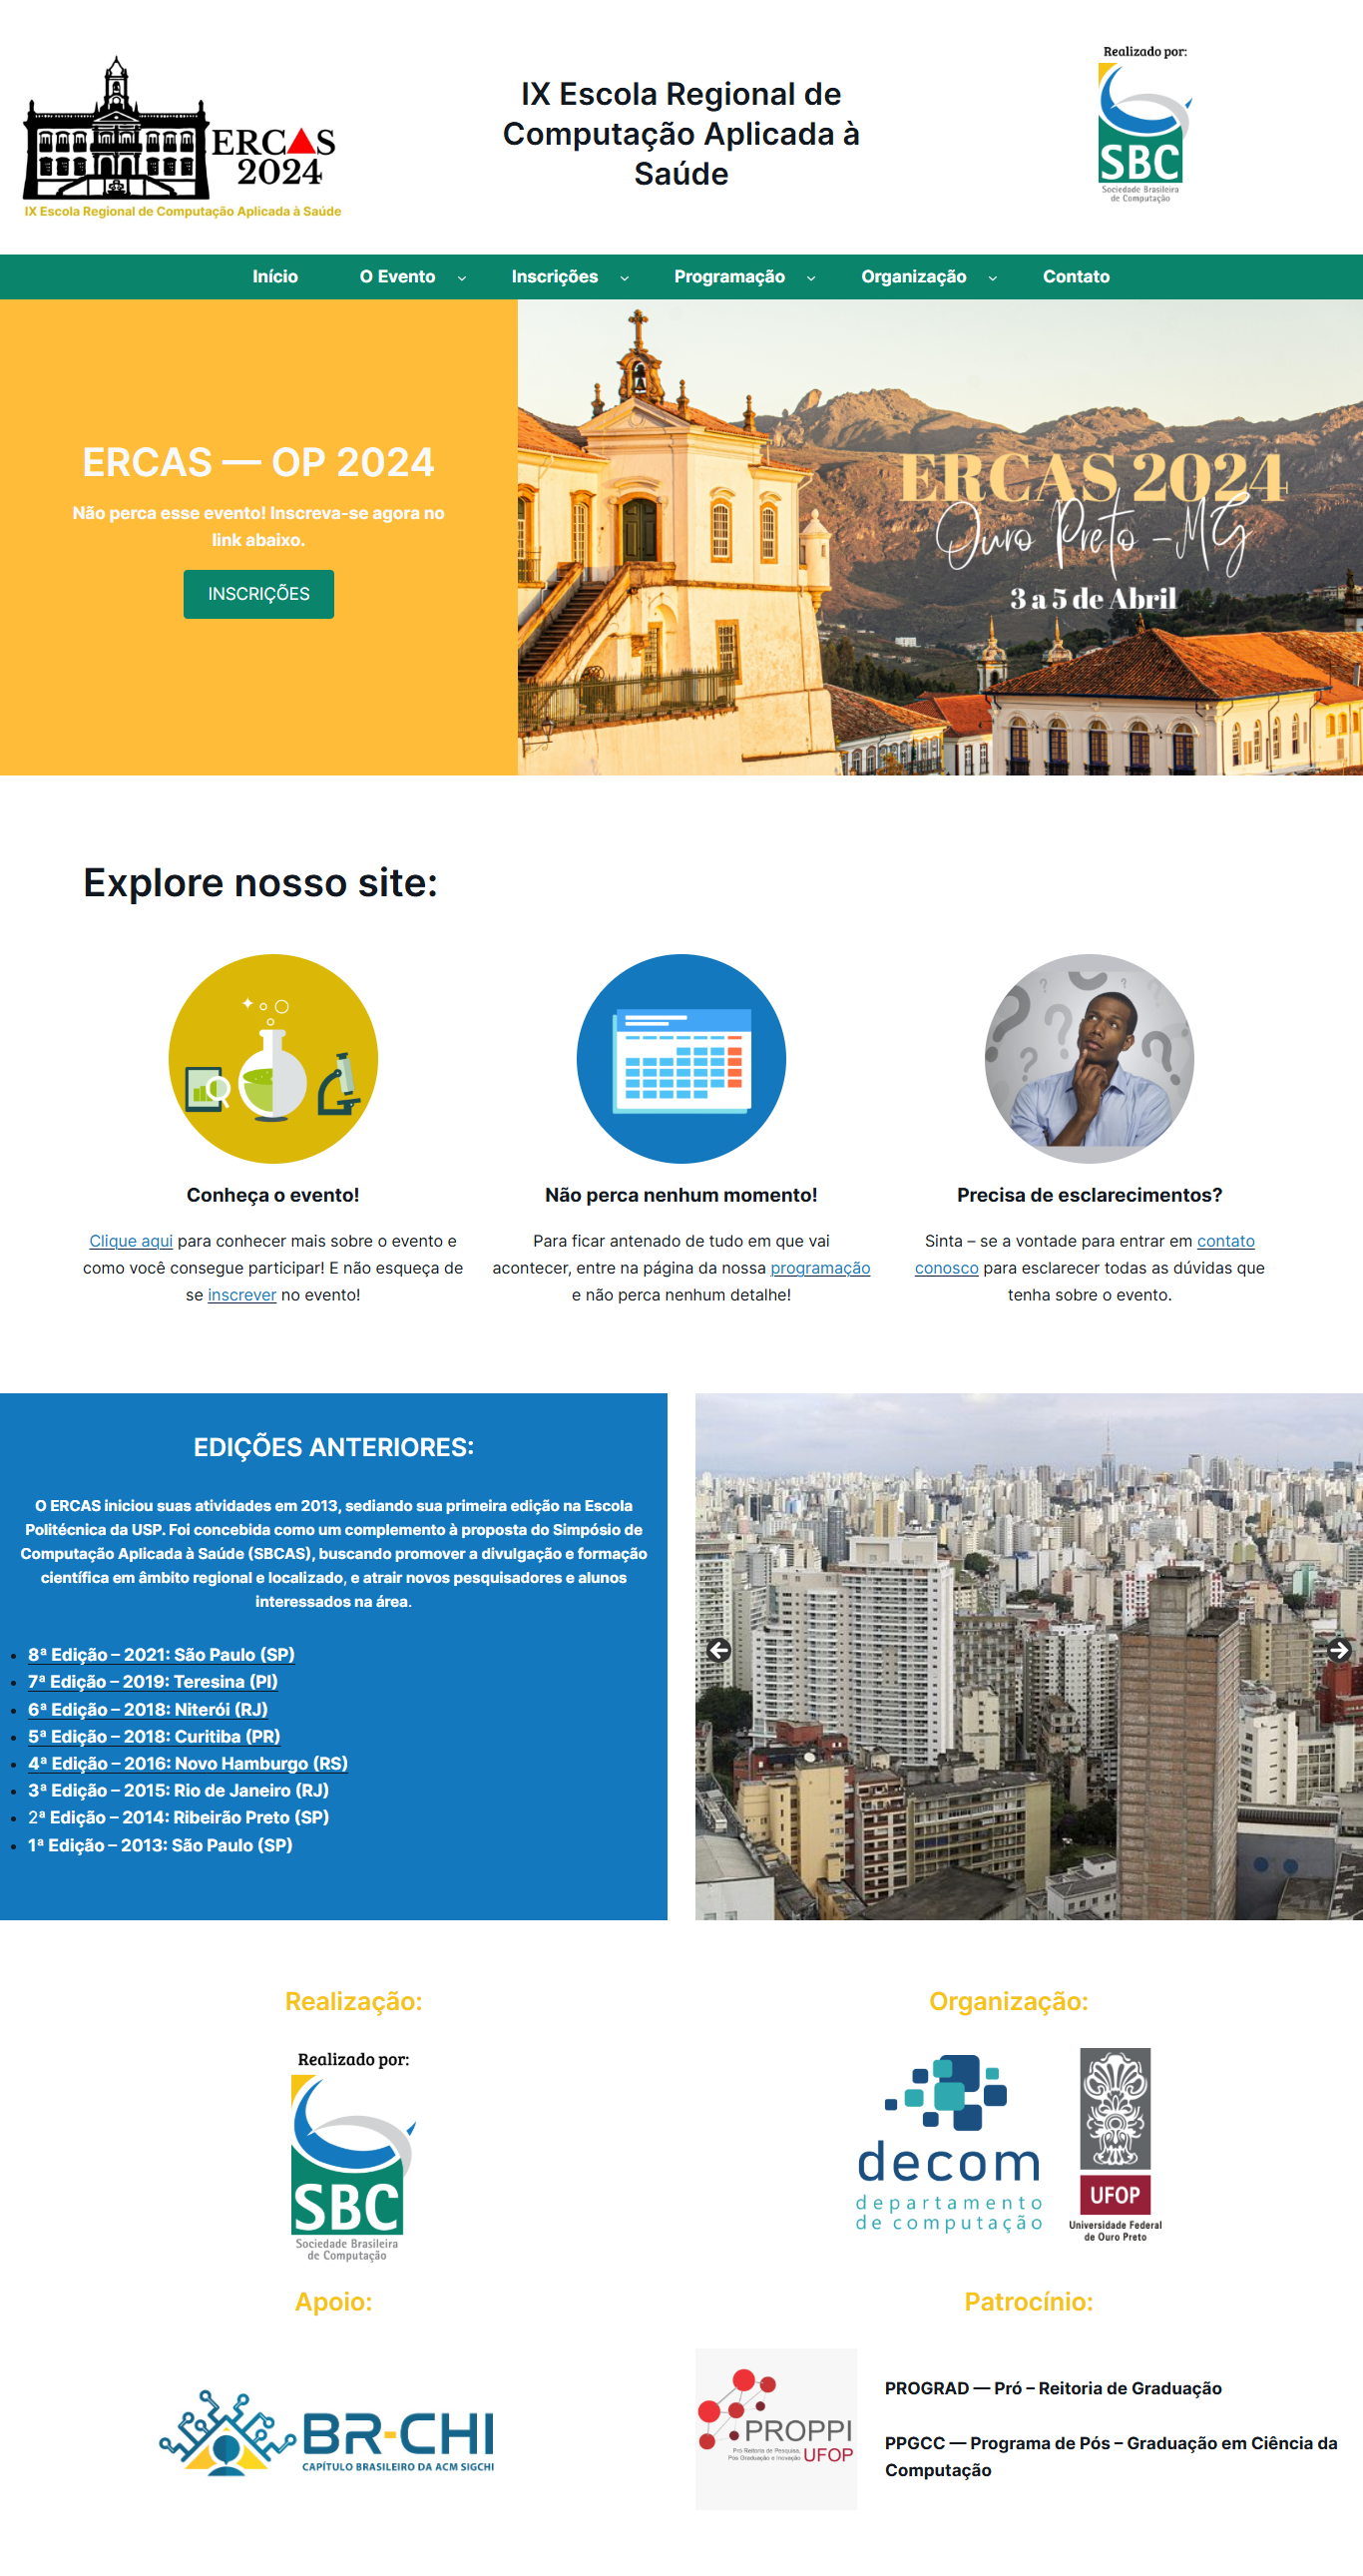 ERCAS
2024
IX Escola Regional de Computação Aplicada à Saúde
IX Escola Regional de
Computação Aplicada à
Saúde
Realizado por:
SBC
Sociedade Brasileira
de Computação
Início
O Evento
Inscrições
Programação
Organização
Contato
ERCAS — OP 2024
Não perca esse evento! Inscreva-se agora no
link abaixo.
INSCRIÇÕES
ERCAS 2024
Ouro Preto -MG
3 a 5 de Abril
Explore nosso site:
Conheça o evento!
Clique aqui para conhecer mais sobre o evento e
como você consegue participar! E não esqueça de
se inscrever no evento!
Não perca nenhum momento!
Para ficar antenado de tudo em que vai
acontecer, entre na página da nossa programação
e não perca nenhum detalhe!
Precisa de esclarecimentos?
Sinta – se a vontade para entrar em contato
conosco para esclarecer todas as dúvidas que
tenha sobre o evento.
EDIÇÕES ANTERIORES:
O ERCAS iniciou suas atividades em 2013, sediando sua primeira edição na Escola
Politécnica da USP. Foi concebida como um complemento à proposta do Simpósio de
Computação Aplicada à Saúde (SBCAS), buscando promover a divulgação e formação
científica em âmbito regional e localizado, e atrair novos pesquisadores e alunos
interessados na área.
8ª Edição – 2021: São Paulo (SP)
7ª Edição – 2019: Teresina (PI)
6ª Edição – 2018: Niterói (RJ)
5ª Edição – 2018: Curitiba (PR)
4ª Edição – 2016: Novo Hamburgo (RS)
3ª Edição – 2015: Rio de Janeiro (RJ)
2ª Edição – 2014: Ribeirão Preto (SP)
1ª Edição – 2013: São Paulo (SP)
Realização:
Realizado por:
SBC
Sociedade Brasileira
de Computação
Organização:
decom
departamento
de computação
UFOP
Universidade Federal
de Ouro Preto
Apoio:
BR-CHI
CAPÍTULO BRASILEIRO DA ACM SIGCHI
Patrocínio:
PROPPI
Pró Reitoria de Pesquisa,
Pós Graduação e Inovação
UFOP
PROGRAD — Pró – Reitoria de Graduação
PPGCC — Programa de Pós – Graduação em Ciência da
Computação